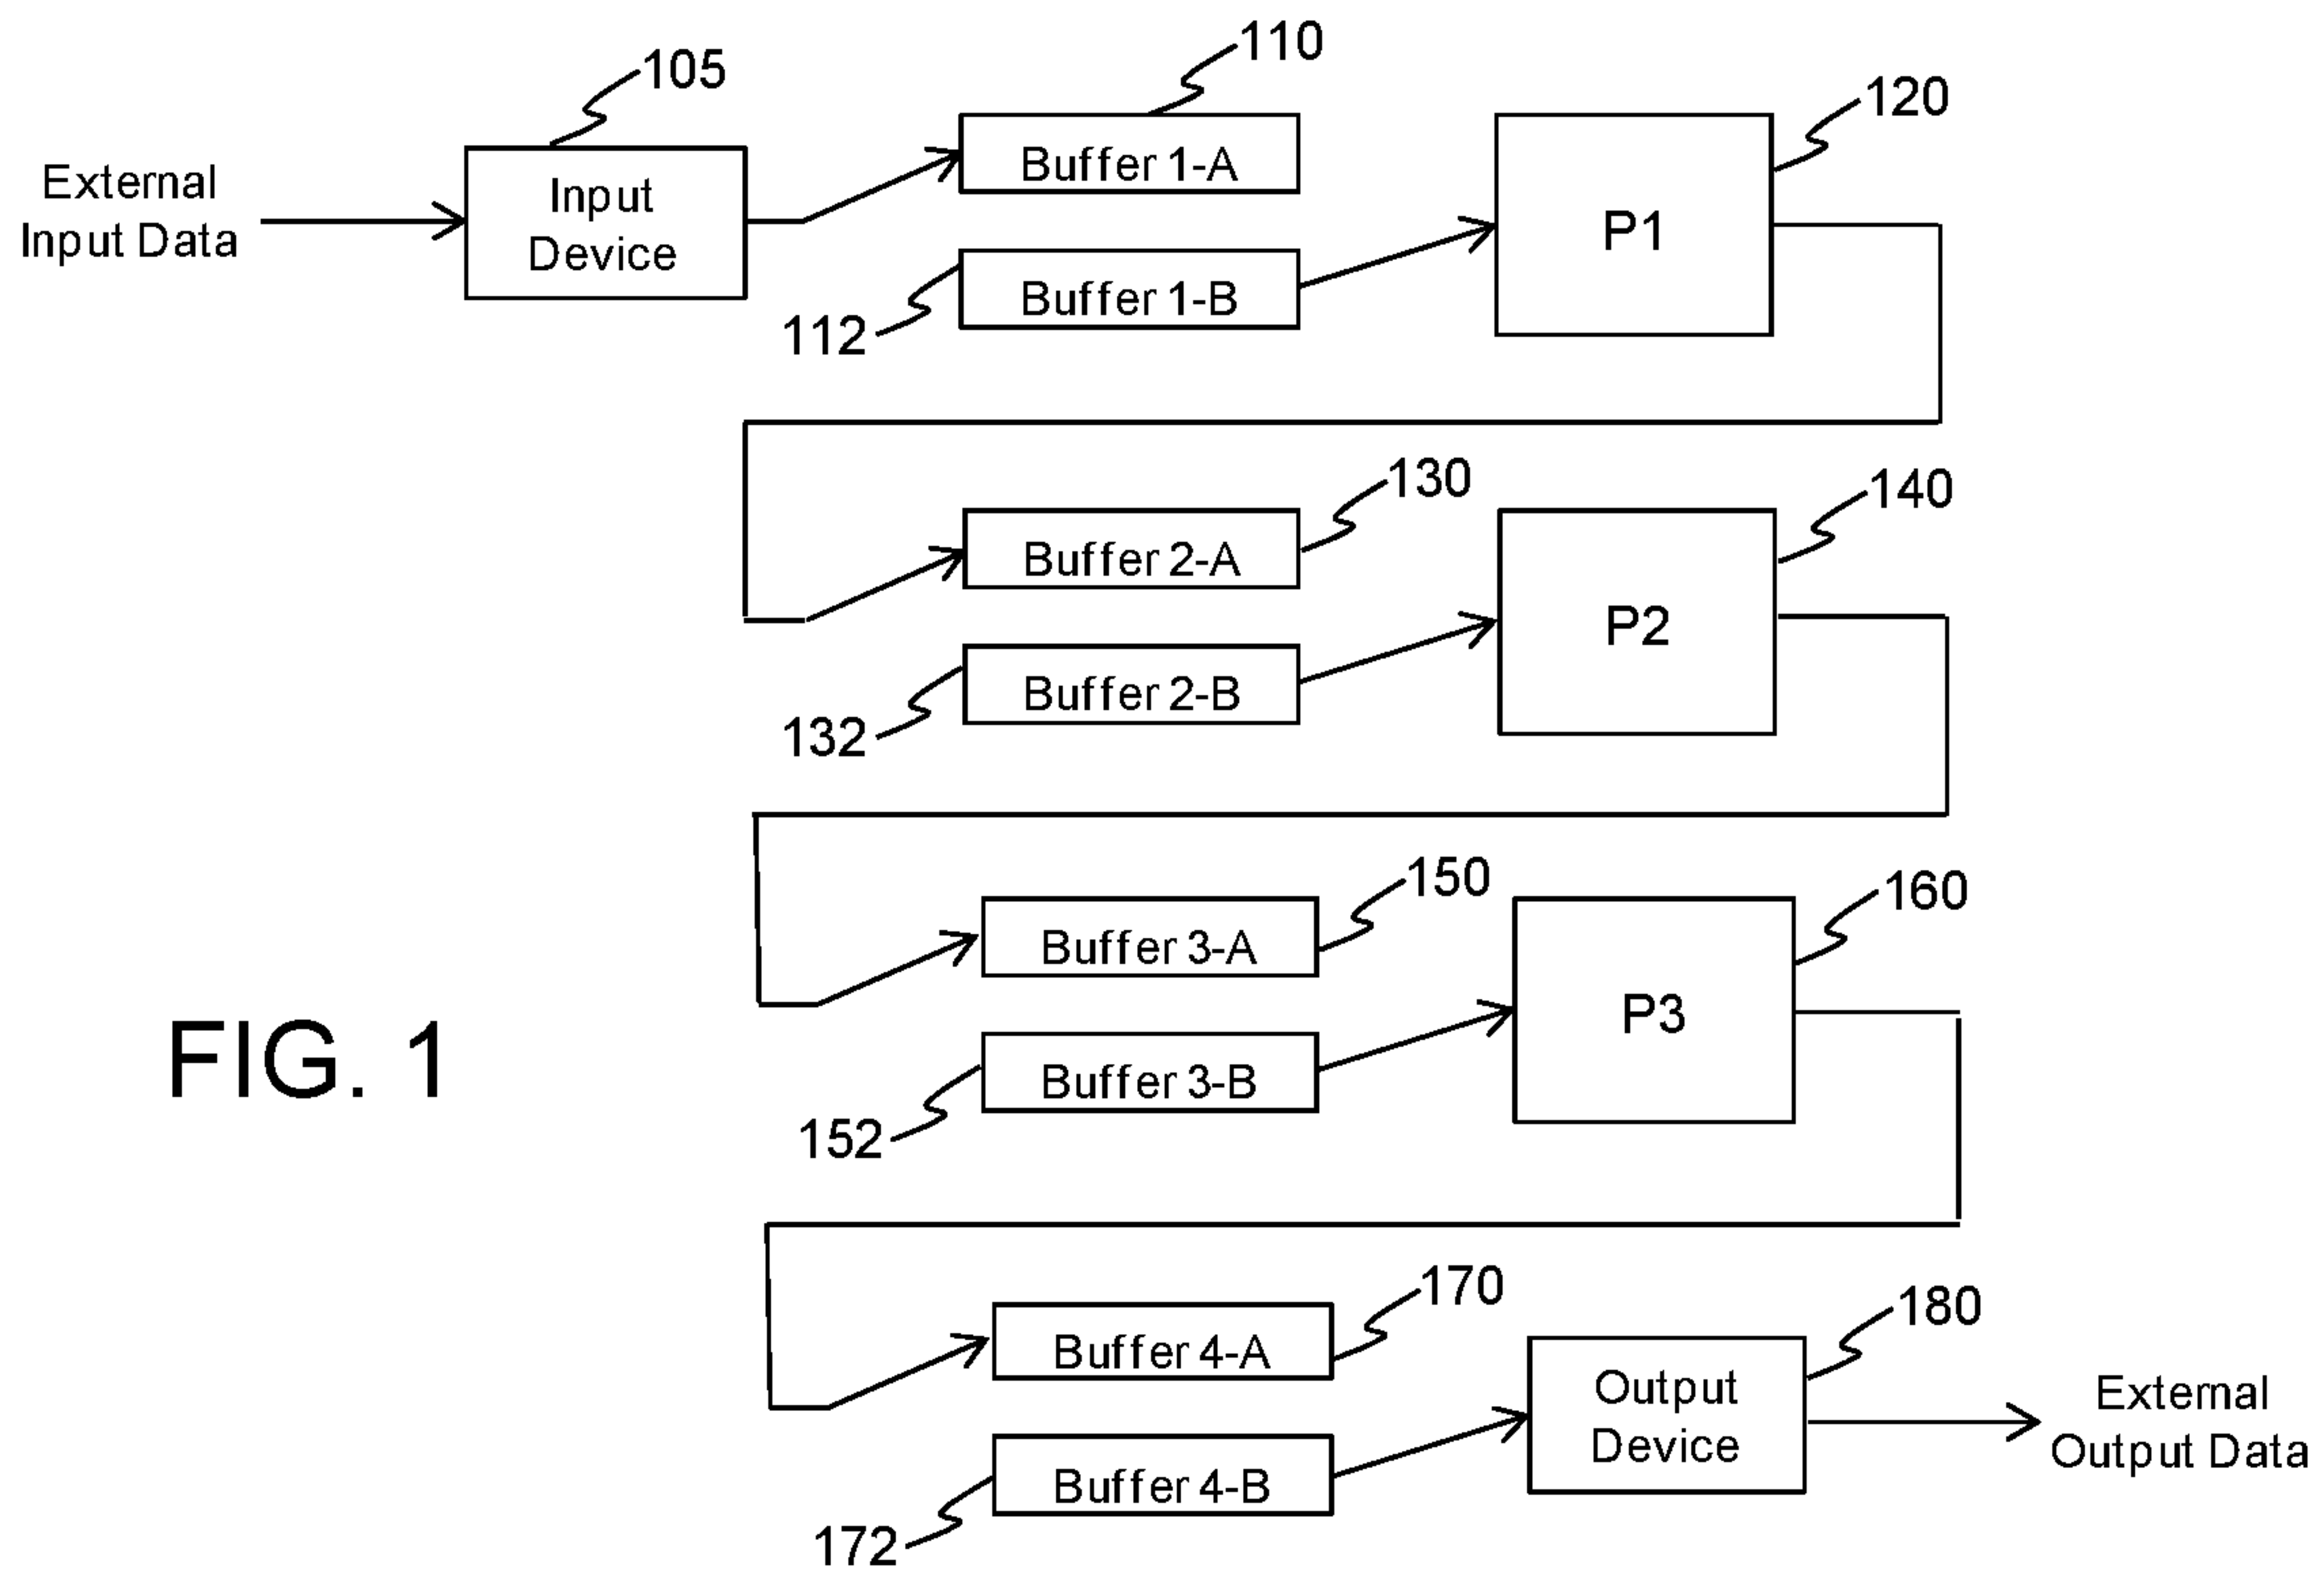 110
105
120
External
Input Data
Input
Device
Buffer 1-A
P1
Buffer 1-B
112
130
140
Buffer 2-A
P2
Buffer 2-B
132
150
160
Buffer 3-A
P3
FIG. 1
Buffer 3-B
152
170
180
Buffer 4-A
Output
Device
External
Output Data
Buffer 4-B
172